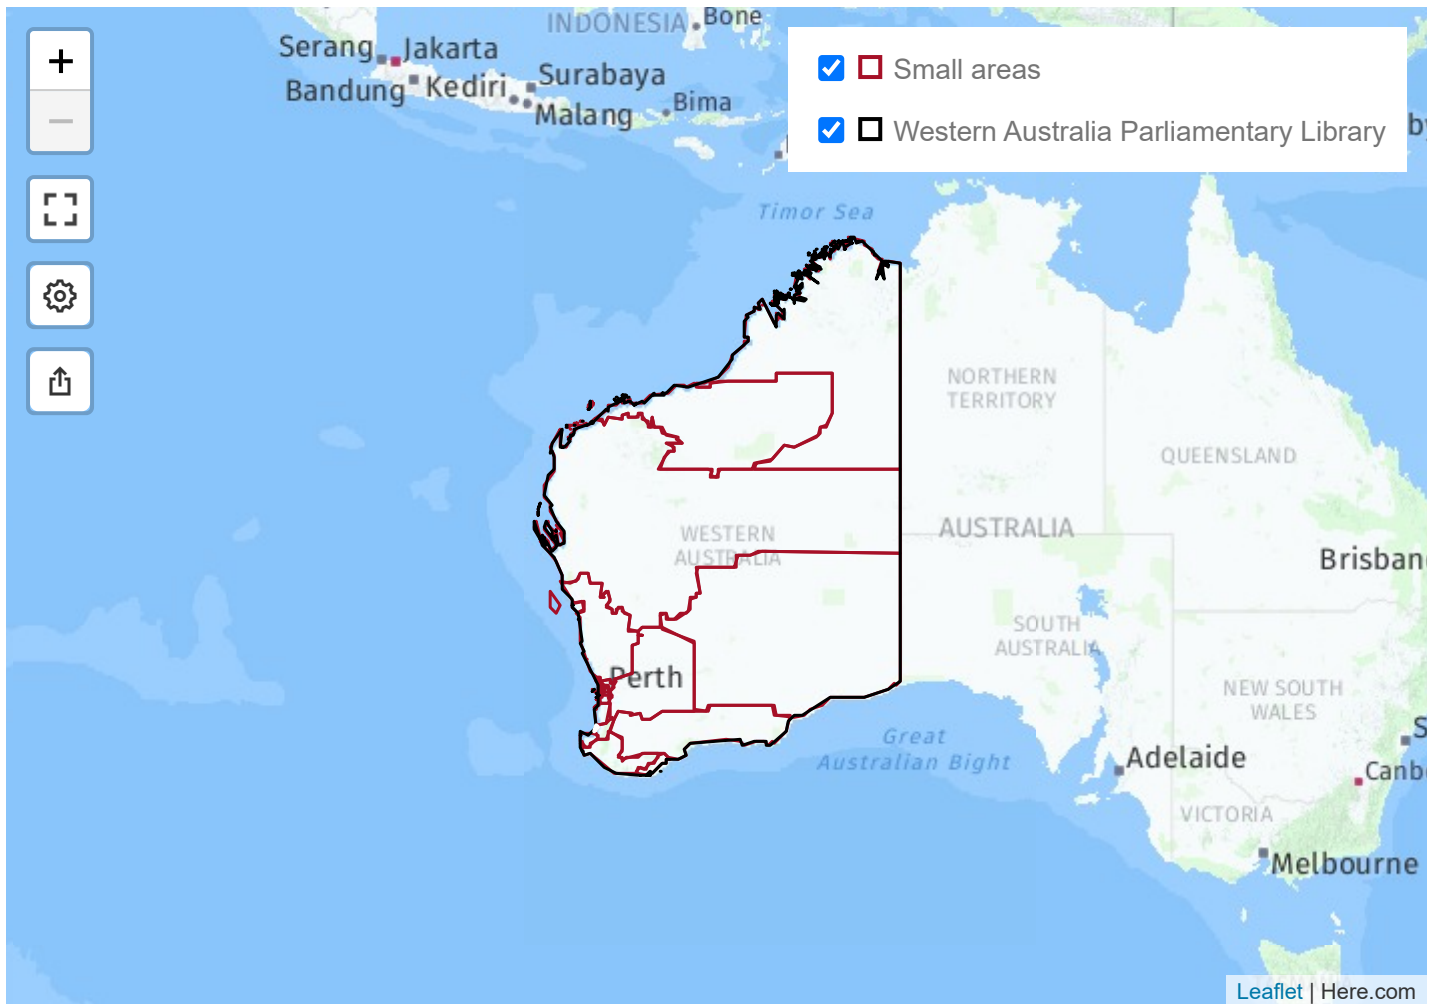 +
−
Small areas
Western Australia Parliamentary Library
INDONESIA
Bone
Serang
Jakarta
Bandung
Kediri
Surabaya
Malang
Bima
Timor Sea
NORTHERN
TERRITORY
QUEENSLAND
WESTERN
AUSTRALIA
AUSTRALIA
Brisban
SOUTH
AUSTRALIA
Perth
NEW SOUTH
WALES
Great
Australian Bight
Adelaide
Canb
VICTORIA
Melbourne
Leaflet | Here.com